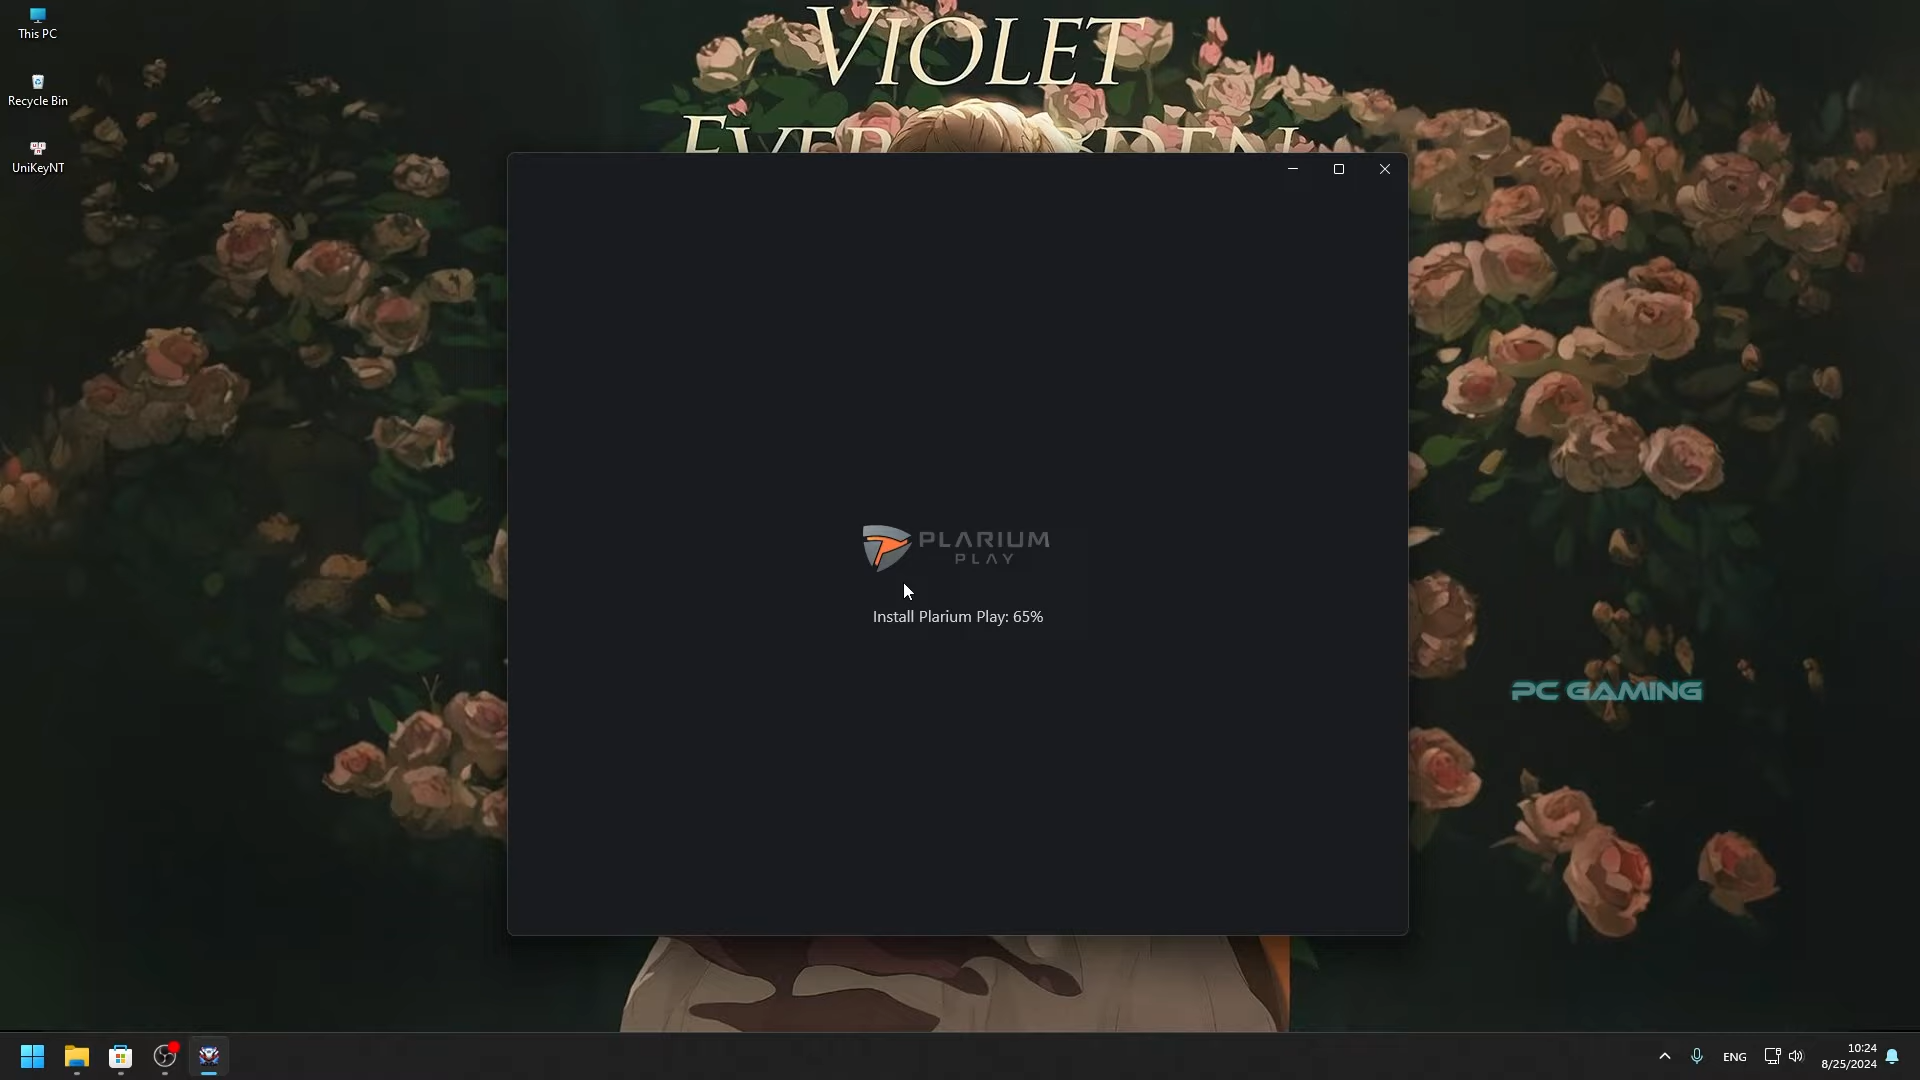 This PC
Recycle Bin
UniKeyNT
VIOLET
PLARIUM
PLAY
Install Plarium Play: 65%
PC GAMING
ENG
10:24
8/25/2024